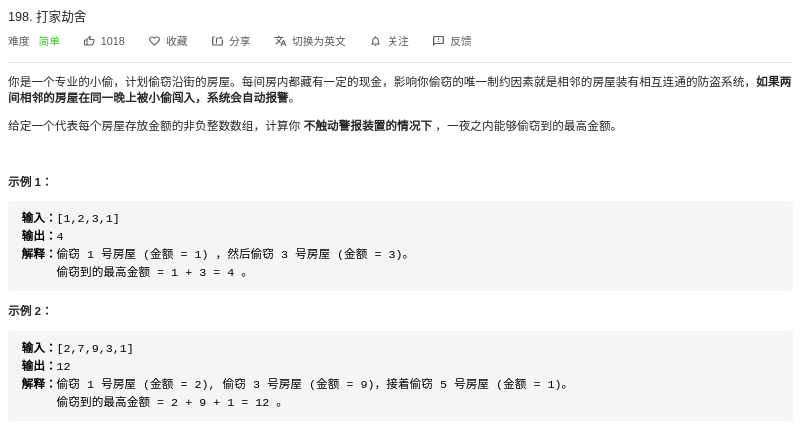 198. 打家劫舍
难度 简单 1018 收藏 分享 切换为英文 关注 反馈
你是一个专业的小偷，计划偷窃沿街的房屋。每间房内都藏有一定的现金，影响你偷窃的唯一制约因素就是相邻的房屋装有相互连通的防盗系统，如果两
间相邻的房屋在同一晚上被小偷闯入，系统会自动报警。
给定一个代表每个房屋存放金额的非负整数数组，计算你 不触动警报装置的情况下 ，一夜之内能够偷窃到的最高金额。
示例 1：
输入：[1,2,3,1]
输出：4
解释：偷窃 1 号房屋 (金额 = 1) ，然后偷窃 3 号房屋 (金额 = 3)。
偷窃到的最高金额 = 1 + 3 = 4 。
示例 2：
输入：[2,7,9,3,1]
输出：12
解释：偷窃 1 号房屋 (金额 = 2), 偷窃 3 号房屋 (金额 = 9)，接着偷窃 5 号房屋 (金额 = 1)。
偷窃到的最高金额 = 2 + 9 + 1 = 12 。